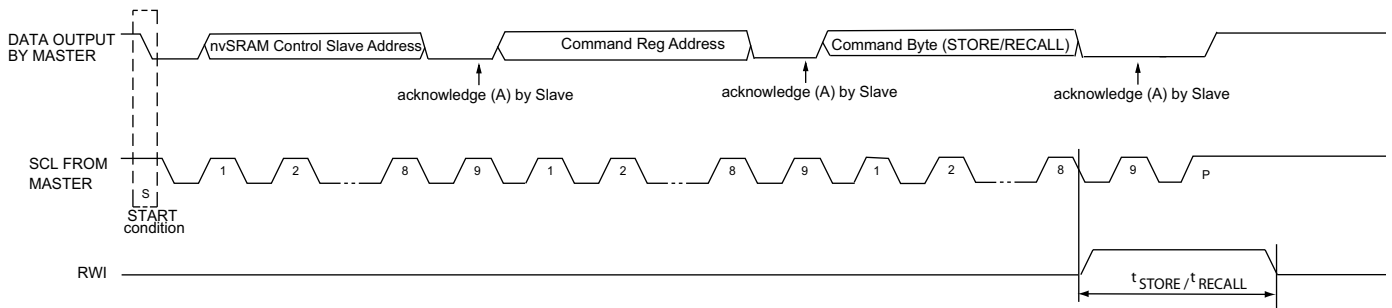 DATA OUTPUT
BY MASTER
nvSRAM Control Slave Address
Command Reg Address
Command Byte (STORE/RECALL)
acknowledge (A) by Slave
acknowledge (A) by Slave
acknowledge (A) by Slave
SCL FROM
MASTER
S
1
2
8
9
1
2
8
9
1
2
8
9
P
START
condition
RWI
tSTORE / tRECALL